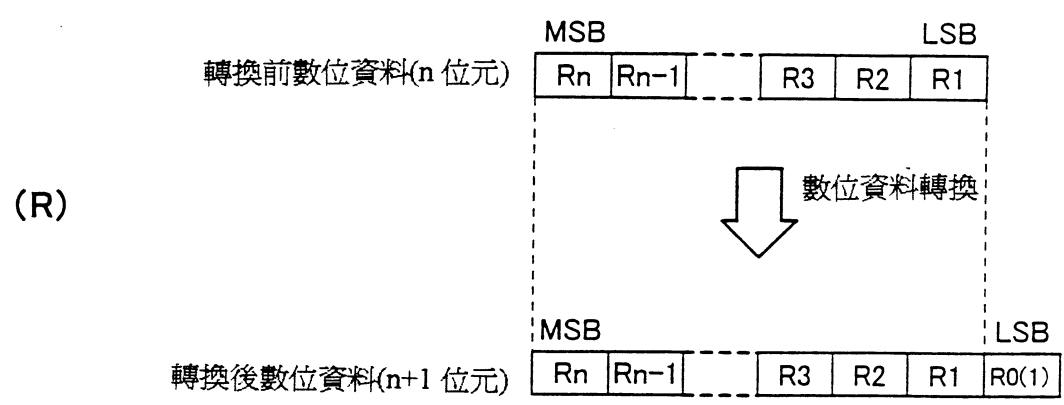 MSB LSB
轉換前數位資料(n 位元) Rn Rn-1 R3 R2 R1
(R)
數位資料轉換
MSB LSB
轉換後數位資料(n+1 位元) Rn Rn-1 R3 R2 R1 R0(1)